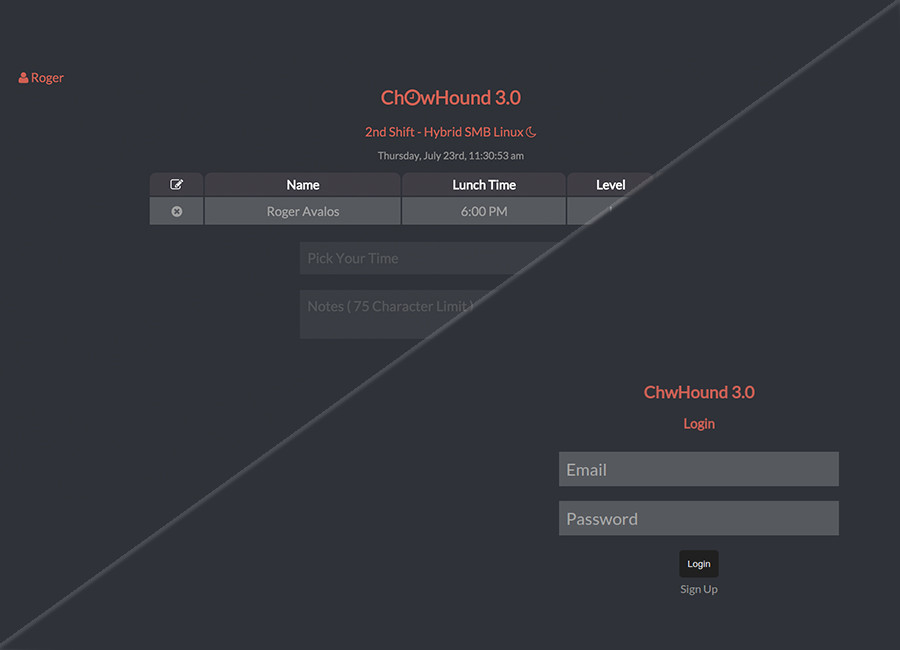 Roger
ChowHound 3.0
2nd Shift - Hybrid SMB Linux
Thursday, July 23rd, 11:30:53 am
Name Lunch Time Level
Roger Avalos 6:00 PM
Pick Your Time
Notes ( 75 Character Limit )
ChwHound 3.0
Login
Email
Password
Login
Sign Up